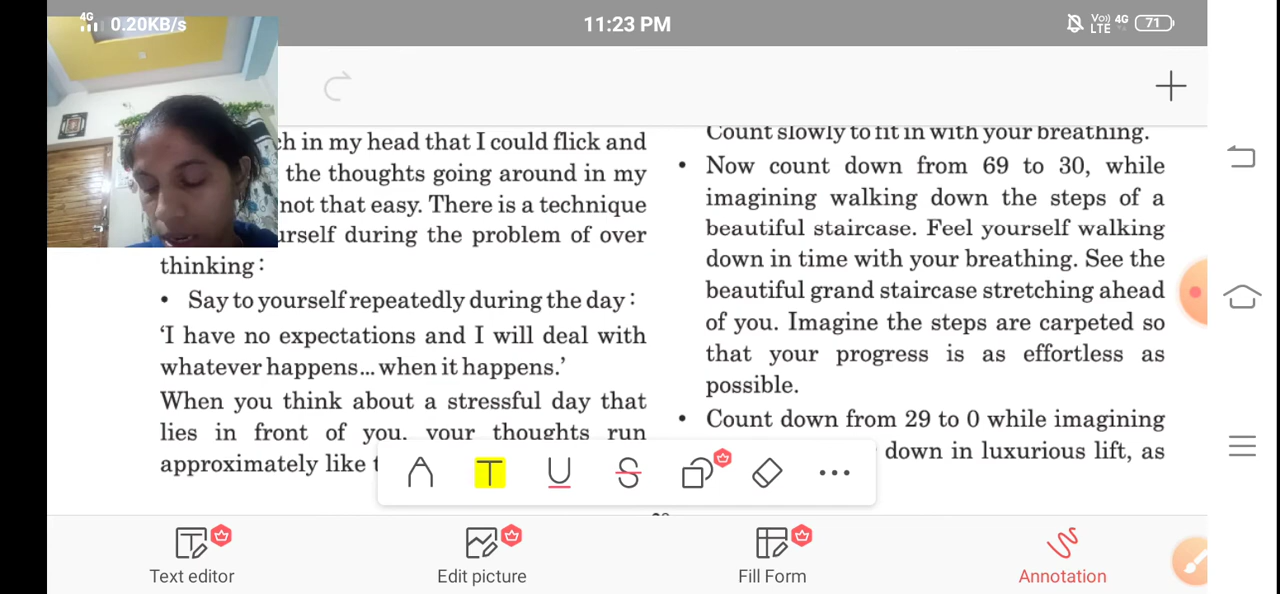 4G 0.20KB/s
11:23 PM
Vo) 4G 71
LTE
ch in my head that I could flick and
the thoughts going around in my
not that easy. There is a technique
urself during the problem of over
thinking :
• Say to yourself repeatedly during the day :
‘I have no expectations and I will deal with
whatever happens... when it happens.’
When you think about a stressful day that
lies in front of you, your thoughts run
approximately like
Count slowly to fit in with your breathing.
• Now count down from 69 to 30, while
imagining walking down the steps of a
beautiful staircase. Feel yourself walking
down in time with your breathing. See the
beautiful grand staircase stretching ahead
of you. Imagine the steps are carpeted so
that your progress is as effortless as
possible.
• Count down from 29 to 0 while imagining
down in luxurious lift, as
T U S
Text editor
Edit picture
Fill Form
Annotation